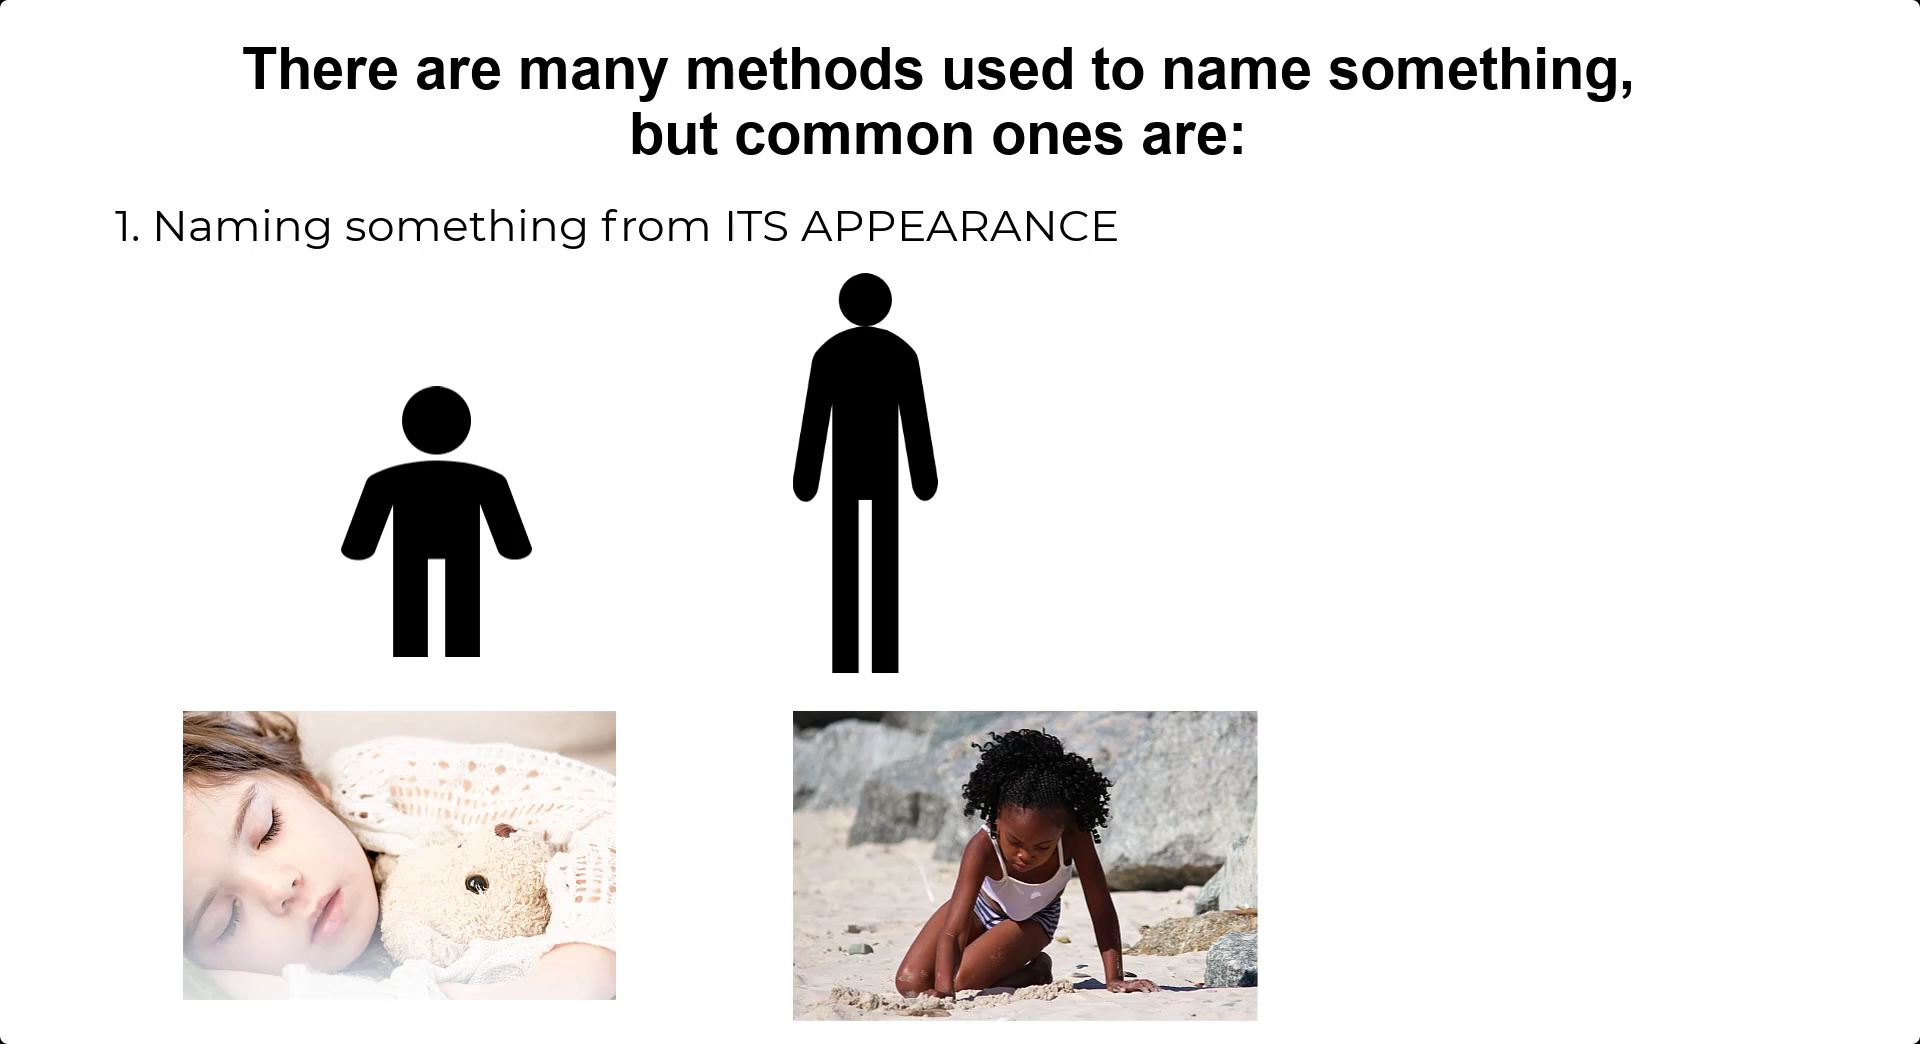 There are many methods used to name something,
but common ones are:
1. Naming something from ITS APPEARANCE